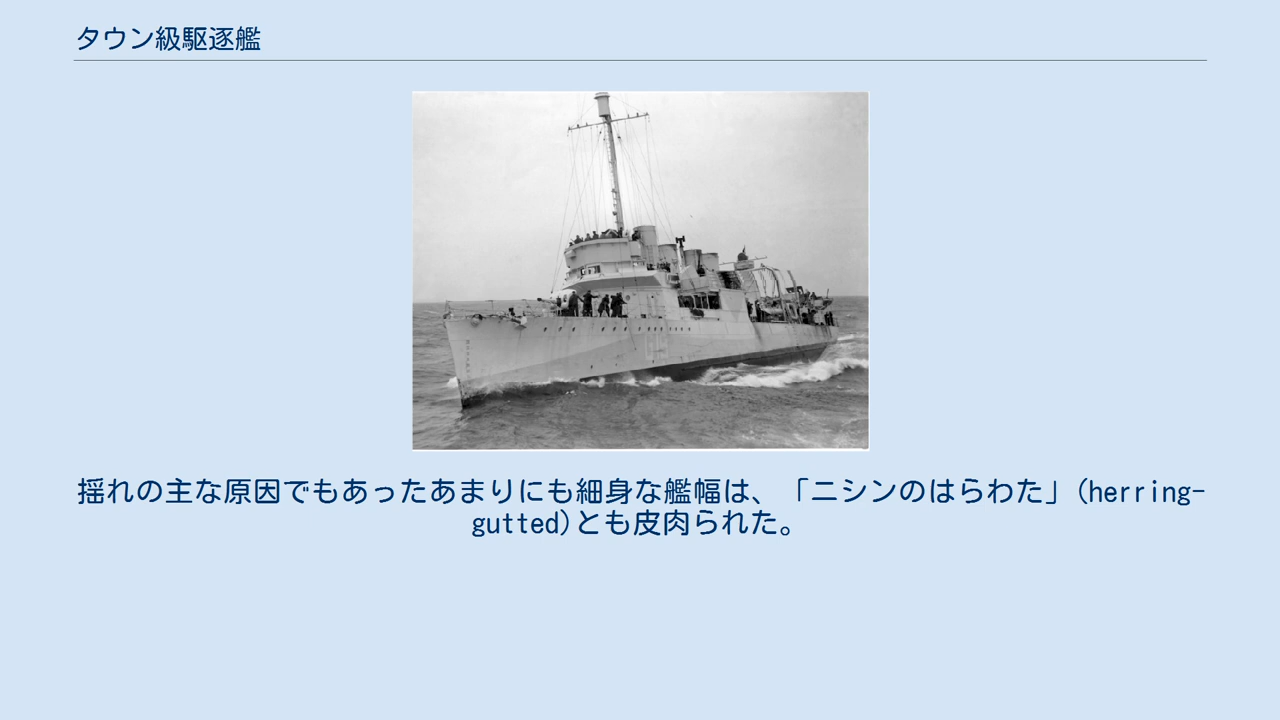 タウン級駆逐艦
揺れの主な原因でもあったあまりにも細身な艦幅は、「ニシンのはらわた」(herring-
gutted)とも皮肉られた。